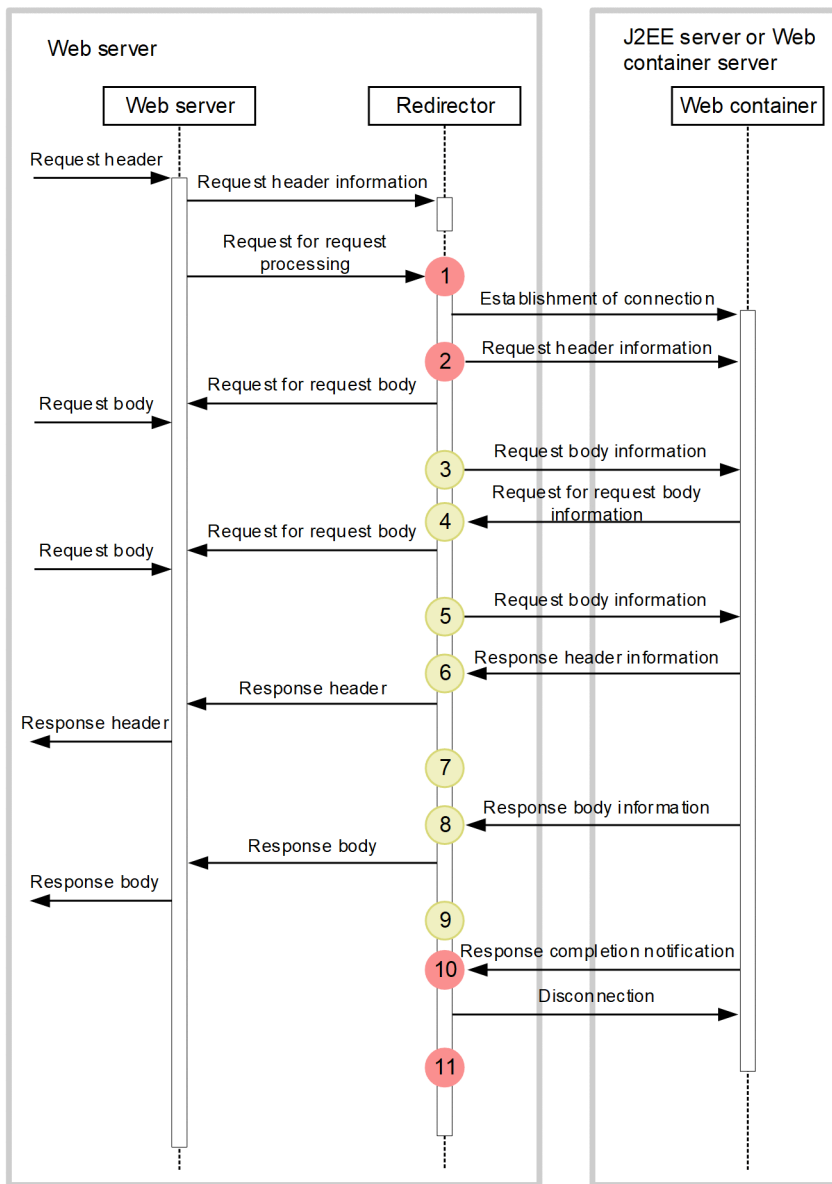 Web server
J2EE server or Web
container server
Web server
Redirector
Web container
Request header
Request header information
Request for request
processing
1
Establishment of connection
2
Request header information
Request for request body
Request body
3
Request body information
Request for request body
information
4
Request for request body
Request body
5
Request body information
6
Response header information
Response header
Response header
7
8
Response body information
Response body
Response body
9
Response completion notification
10
Disconnection
11